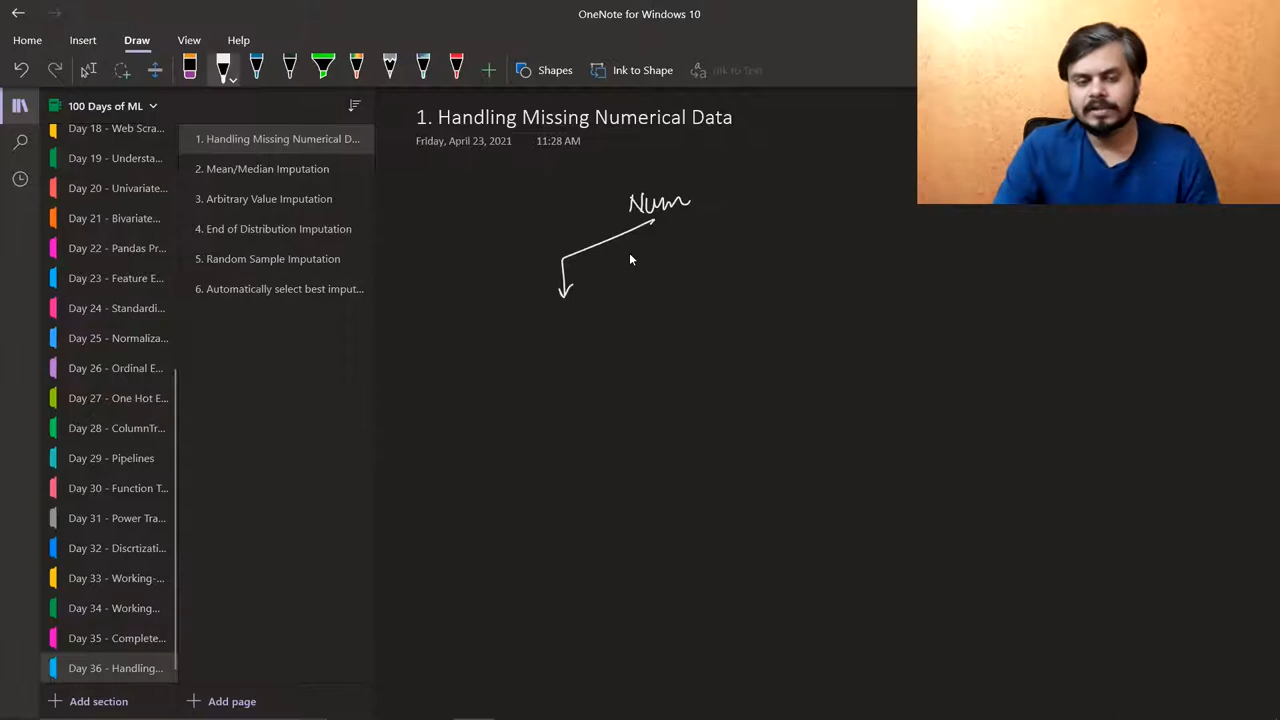 OneNote for Windows 10
Home
Insert
Draw
View
Help
Shapes
Ink to Shape
Ink to Text
100 Days of ML
Day 18 - Web Scra...
Day 19 - Understa...
Day 20 - Univariate...
Day 21 - Bivariate...
Day 22 - Pandas Pr...
Day 23 - Feature E...
Day 24 - Standardi...
Day 25 - Normaliza...
Day 26 - Ordinal E...
Day 27 - One Hot E...
Day 28 - ColumnTr...
Day 29 - Pipelines
Day 30 - Function T...
Day 31 - Power Tra...
Day 32 - Discrtizati...
Day 33 - Working-...
Day 34 - Working...
Day 35 - Complete...
Day 36 - Handling...
Add section
1. Handling Missing Numerical D...
2. Mean/Median Imputation
3. Arbitrary Value Imputation
4. End of Distribution Imputation
5. Random Sample Imputation
6. Automatically select best imput...
Add page
1. Handling Missing Numerical Data
Friday, April 23, 2021 11:28 AM
Num